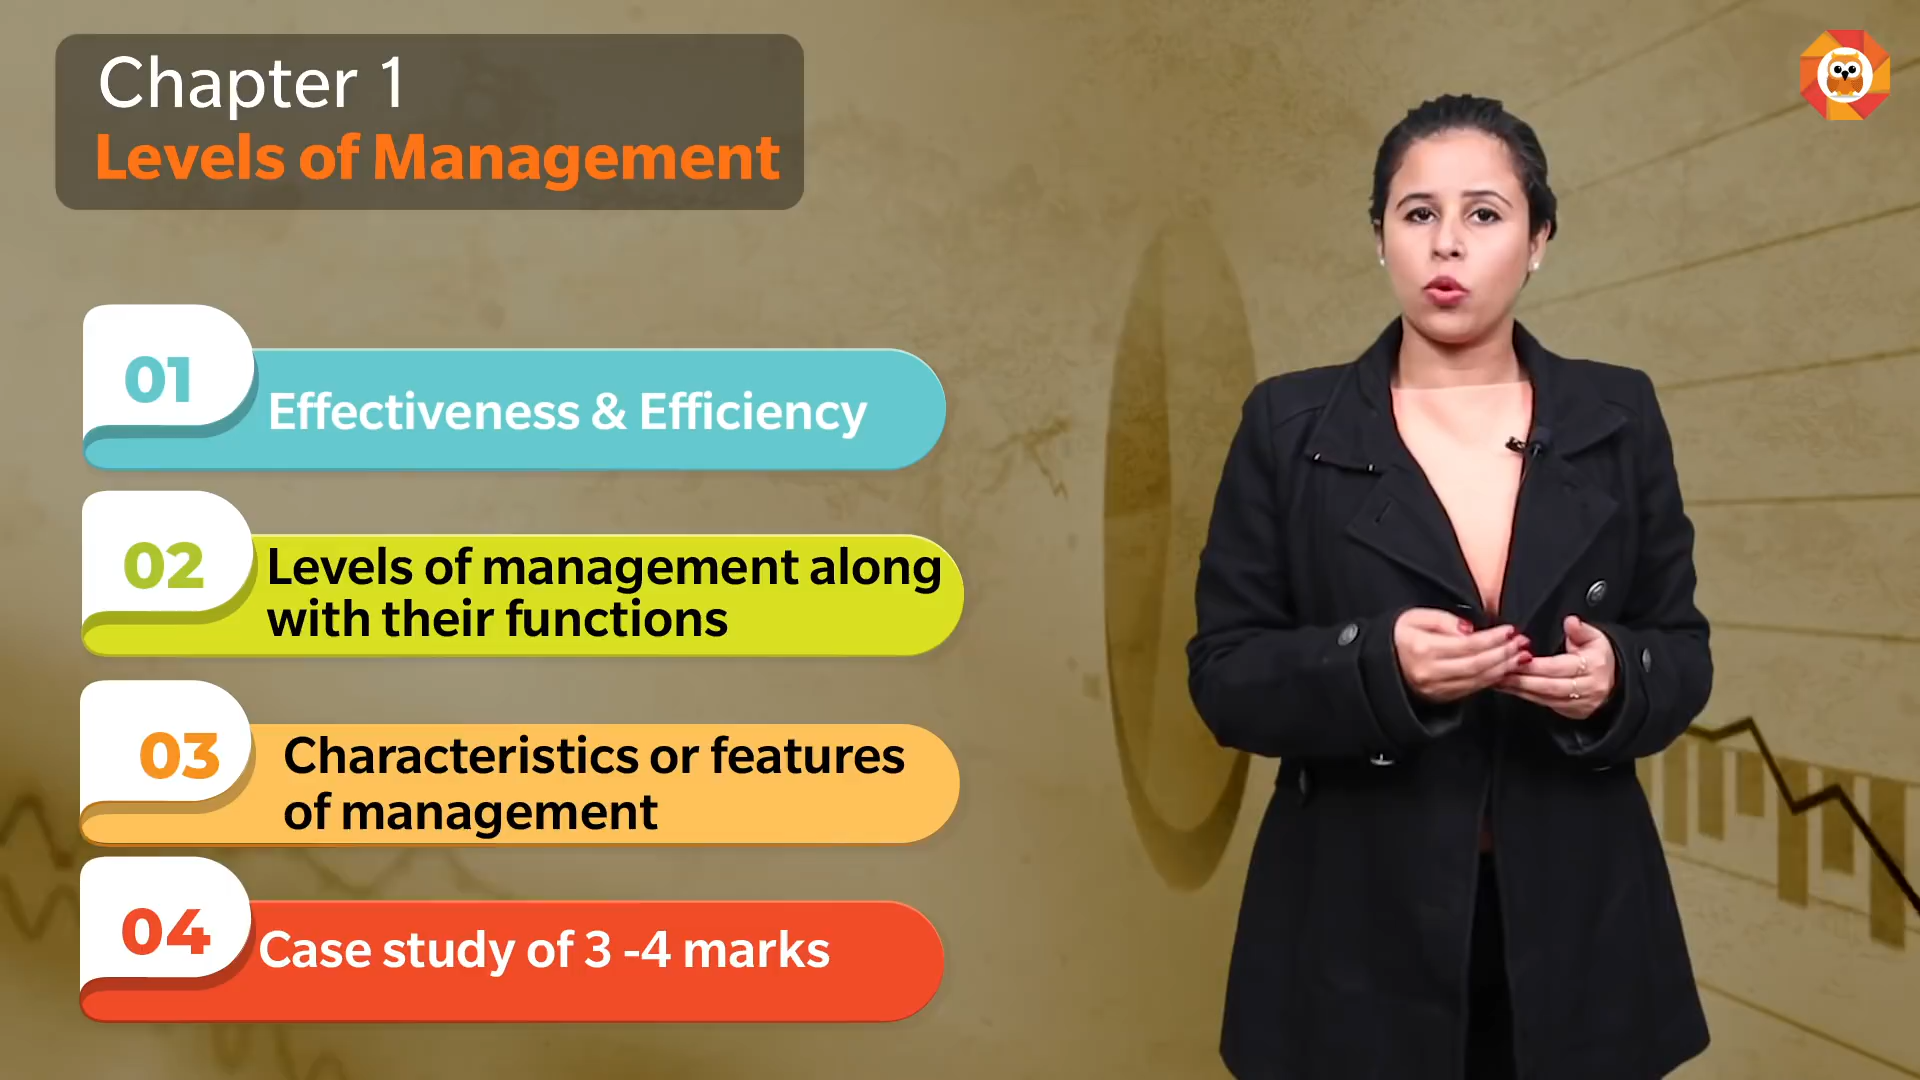 Chapter 1
Levels of Management
01
Effectiveness & Efficiency
02
Levels of management along
with their functions
03
Characteristics or features
of management
04
Case study of 3 -4 marks